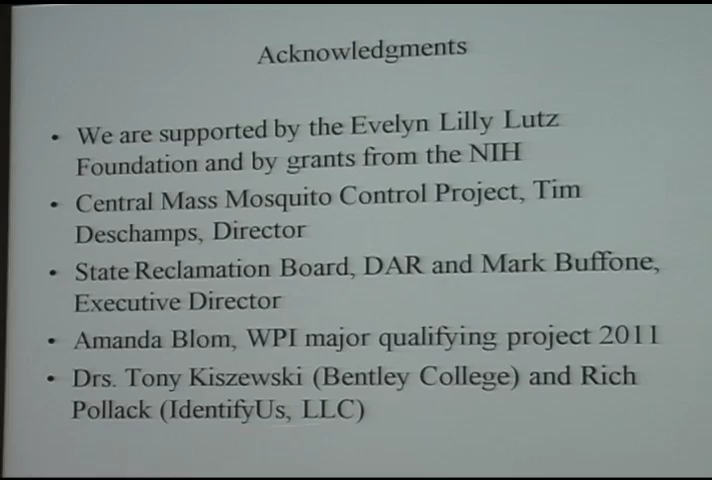 Acknowledgments
• We are supported by the Evelyn Lilly Lutz
Foundation and by grants from the NIH
• Central Mass Mosquito Control Project, Tim
Deschamps, Director
• State Reclamation Board, DAR and Mark Buffone,
Executive Director
• Amanda Blom, WPI major qualifying project 2011
• Drs. Tony Kiszewski (Bentley College) and Rich
Pollack (IdentifyUs, LLC)